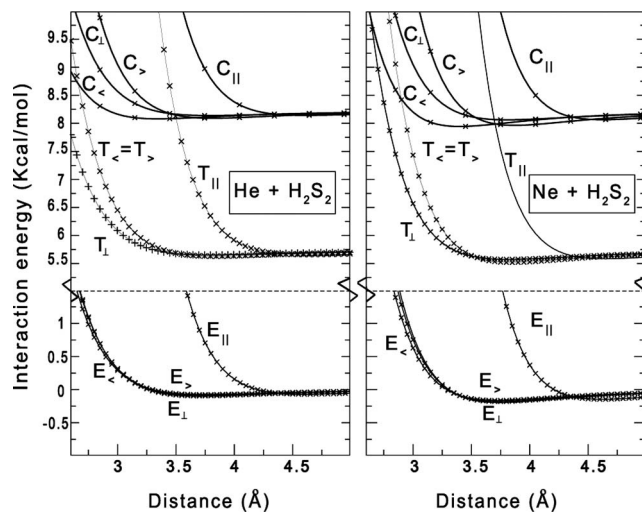 Interaction energy (Kcal/mol)
9.5
9
8.5
8
7.5
7
6.5
6
5.5
1
0
-0.5
C⊥
C>
C<
C||
T<=T>
T||
T⊥
He + H₂S₂
E||
E<
E>
E⊥
3
3.5
4
4.5
Distance (Å)
C⊥
C>
C<
C||
T<=T>
T||
T⊥
Ne + H₂S₂
E||
E<
E>
E⊥
3
3.5
4
4.5
Distance (Å)